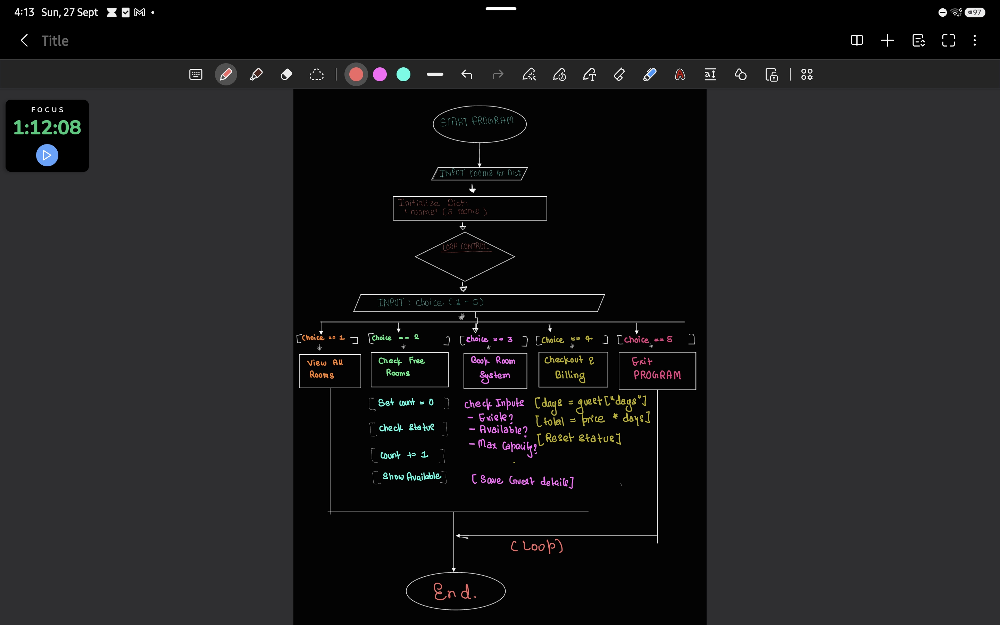 4:13 Sun, 27 Sept
6
97
Title
FOCUS
1:12:08
START PROGRAM
INPUT rooms thr. Dict
Initialize Dict:
"rooms" (5 rooms)
LOOP CONTROL
INPUT : choice (1 - 5)
[Choice == 1 ]
[Choice == 2 ]
[Choice == 3 ]
[Choice == 4 ]
[Choice == 5 ]
View All
Rooms
Check Free
Rooms
Book Room
System
Checkout &
Billing
Exit
PROGRAM
[ Set count = 0 ]
[ Check Status ]
[ Count += 1 ]
[ Show Available]
Check Inputs
- Exists?
- Available?
- Max Capacity?
[ Save Guest details]
[days = guest["days"]
[total = price * days]
[Reset Status]
(Loop)
End.